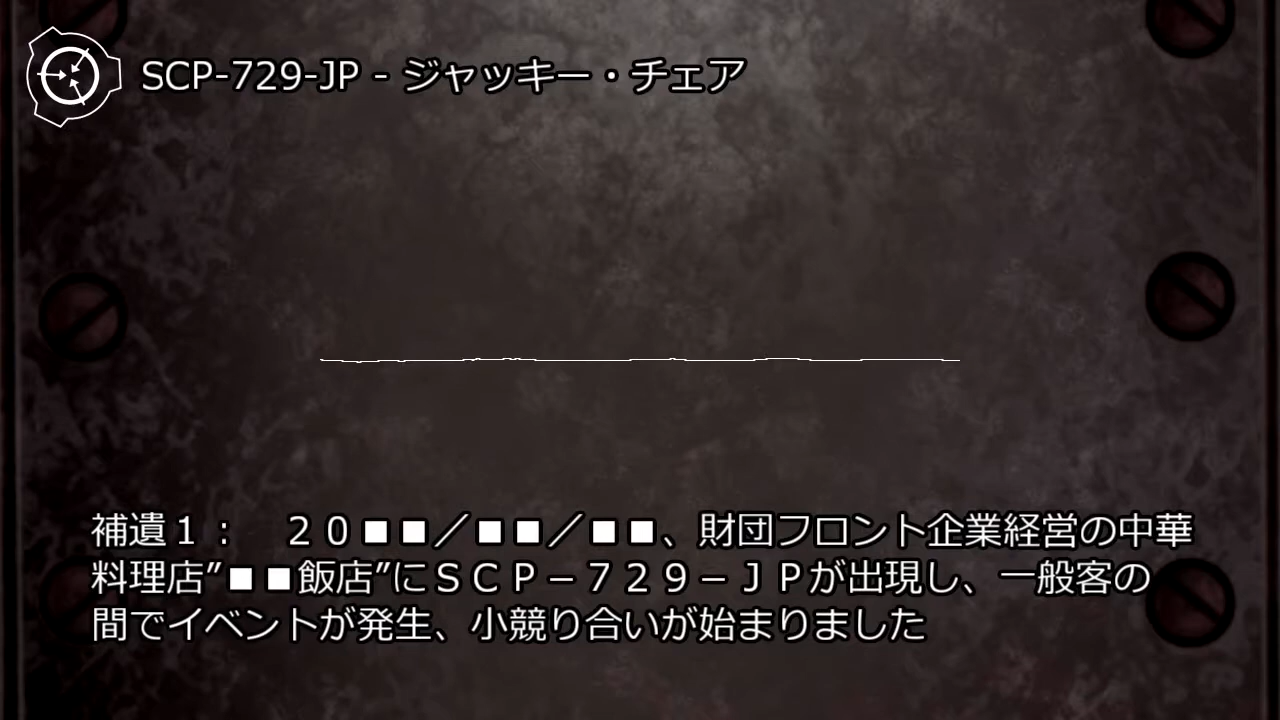 SCP-729-JP - ジャッキー・チェア
補遺１：　２０■■／■■／■■、財団フロント企業経営の中華
料理店”■■飯店”にＳＣＰ－７２９－ＪＰが出現し、一般客の
間でイベントが発生、小競り合いが始まりました